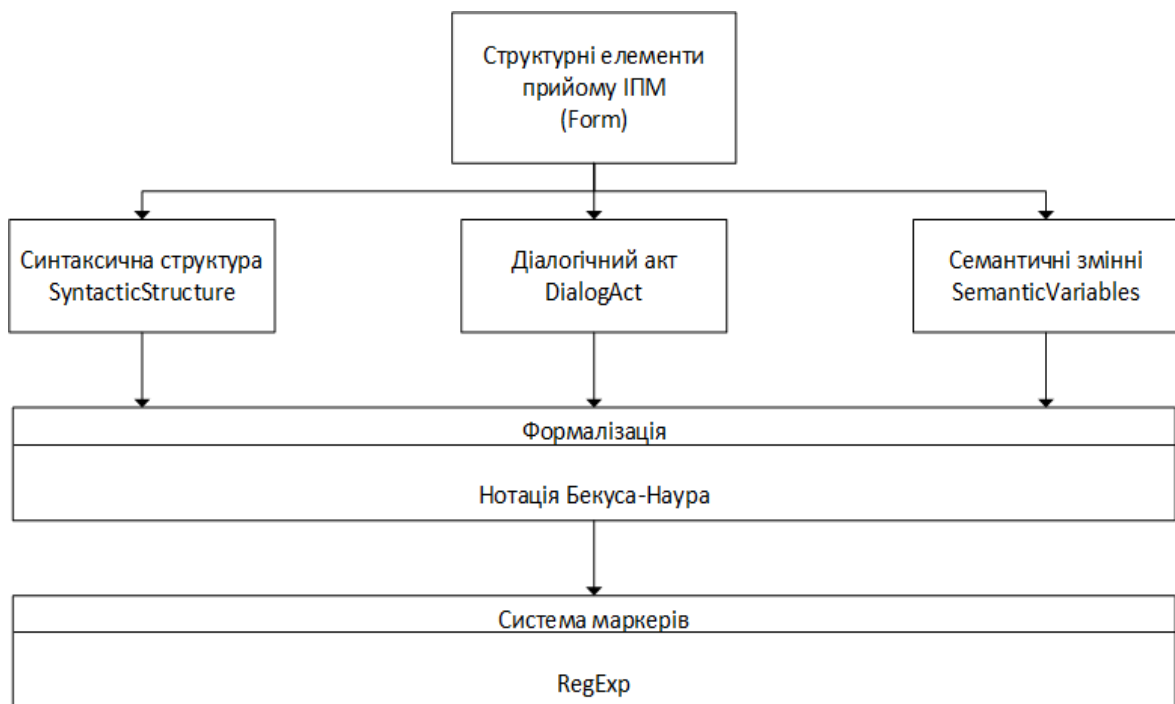 Структурні елементи
прийому ІПМ
(Form)
Синтаксична структура
SyntacticStructure
Діалогічний акт
DialogAct
Семантичні змінні
SemanticVariables
Формалізація
Нотація Бекуса-Наура
Система маркерів
RegExp